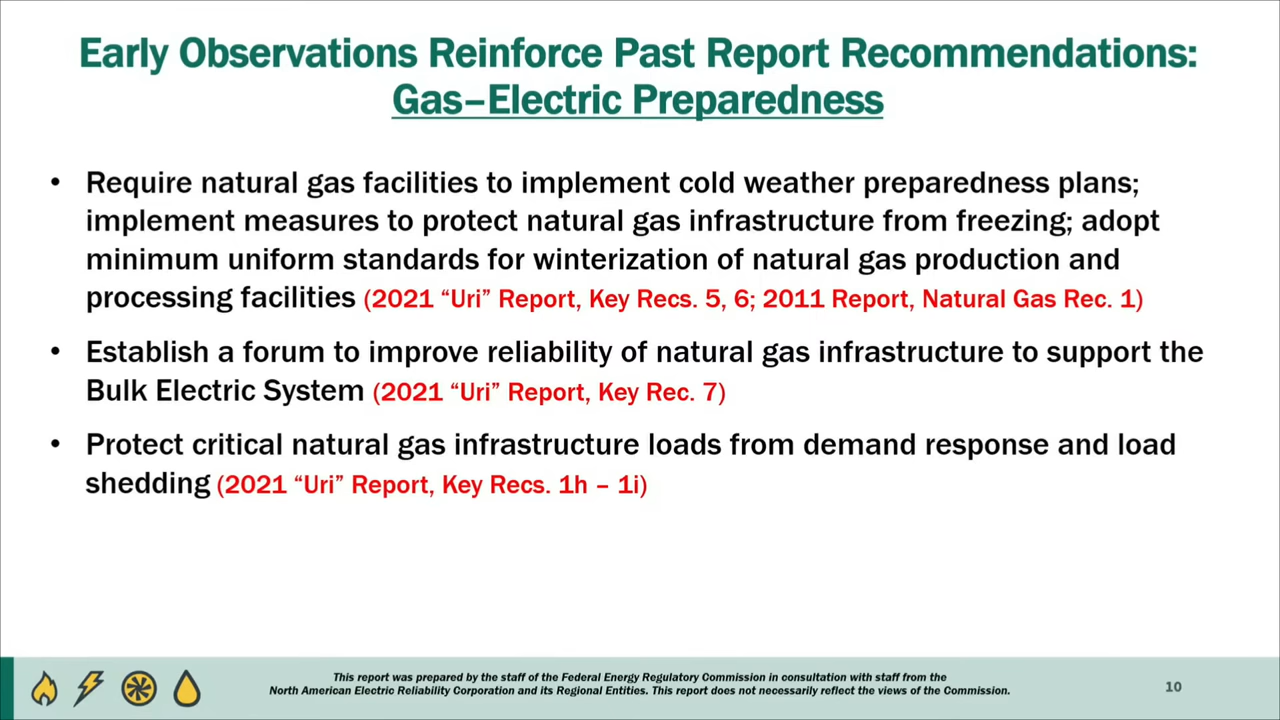 Early Observations Reinforce Past Report Recommendations:
Gas–Electric Preparedness
• Require natural gas facilities to implement cold weather preparedness plans;
implement measures to protect natural gas infrastructure from freezing; adopt
minimum uniform standards for winterization of natural gas production and
processing facilities (2021 “Uri” Report, Key Recs. 5, 6; 2011 Report, Natural Gas Rec. 1)
• Establish a forum to improve reliability of natural gas infrastructure to support the
Bulk Electric System (2021 “Uri” Report, Key Rec. 7)
• Protect critical natural gas infrastructure loads from demand response and load
shedding (2021 “Uri” Report, Key Recs. 1h – 1i)
This report was prepared by the staff of the Federal Energy Regulatory Commission in consultation with staff from the
North American Electric Reliability Corporation and its Regional Entities. This report does not necessarily reflect the views of the Commission.
10